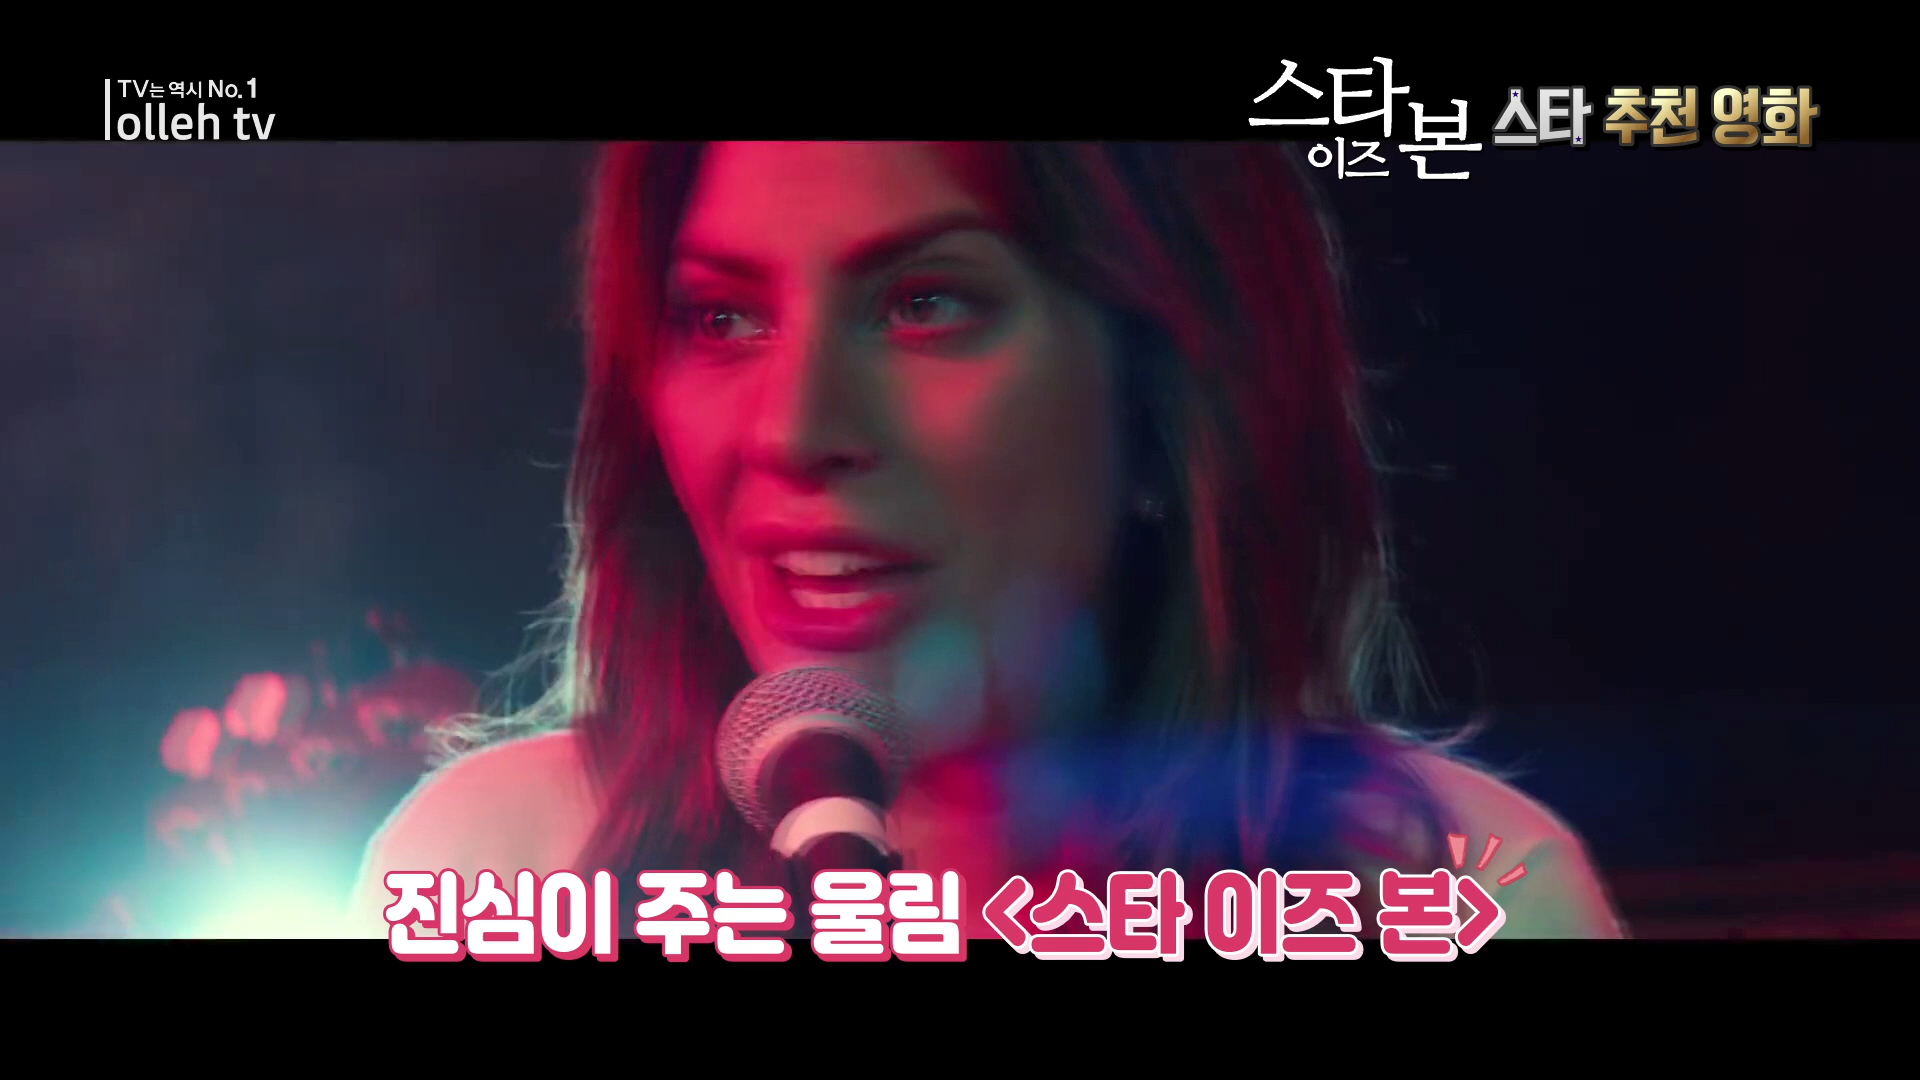 TV는 역시 No.1
olleh tv
스타 이즈 본 스타 추천 영화
진심이 주는 울림 <스타 이즈 본>